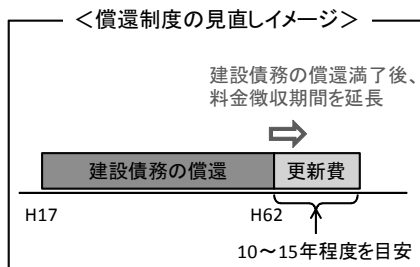 ＜償還制度の見直しイメージ＞
建設債務の償還満了後、
料金徴収期間を延長
建設債務の償還
更新費
H17
H62
10～15年程度を目安